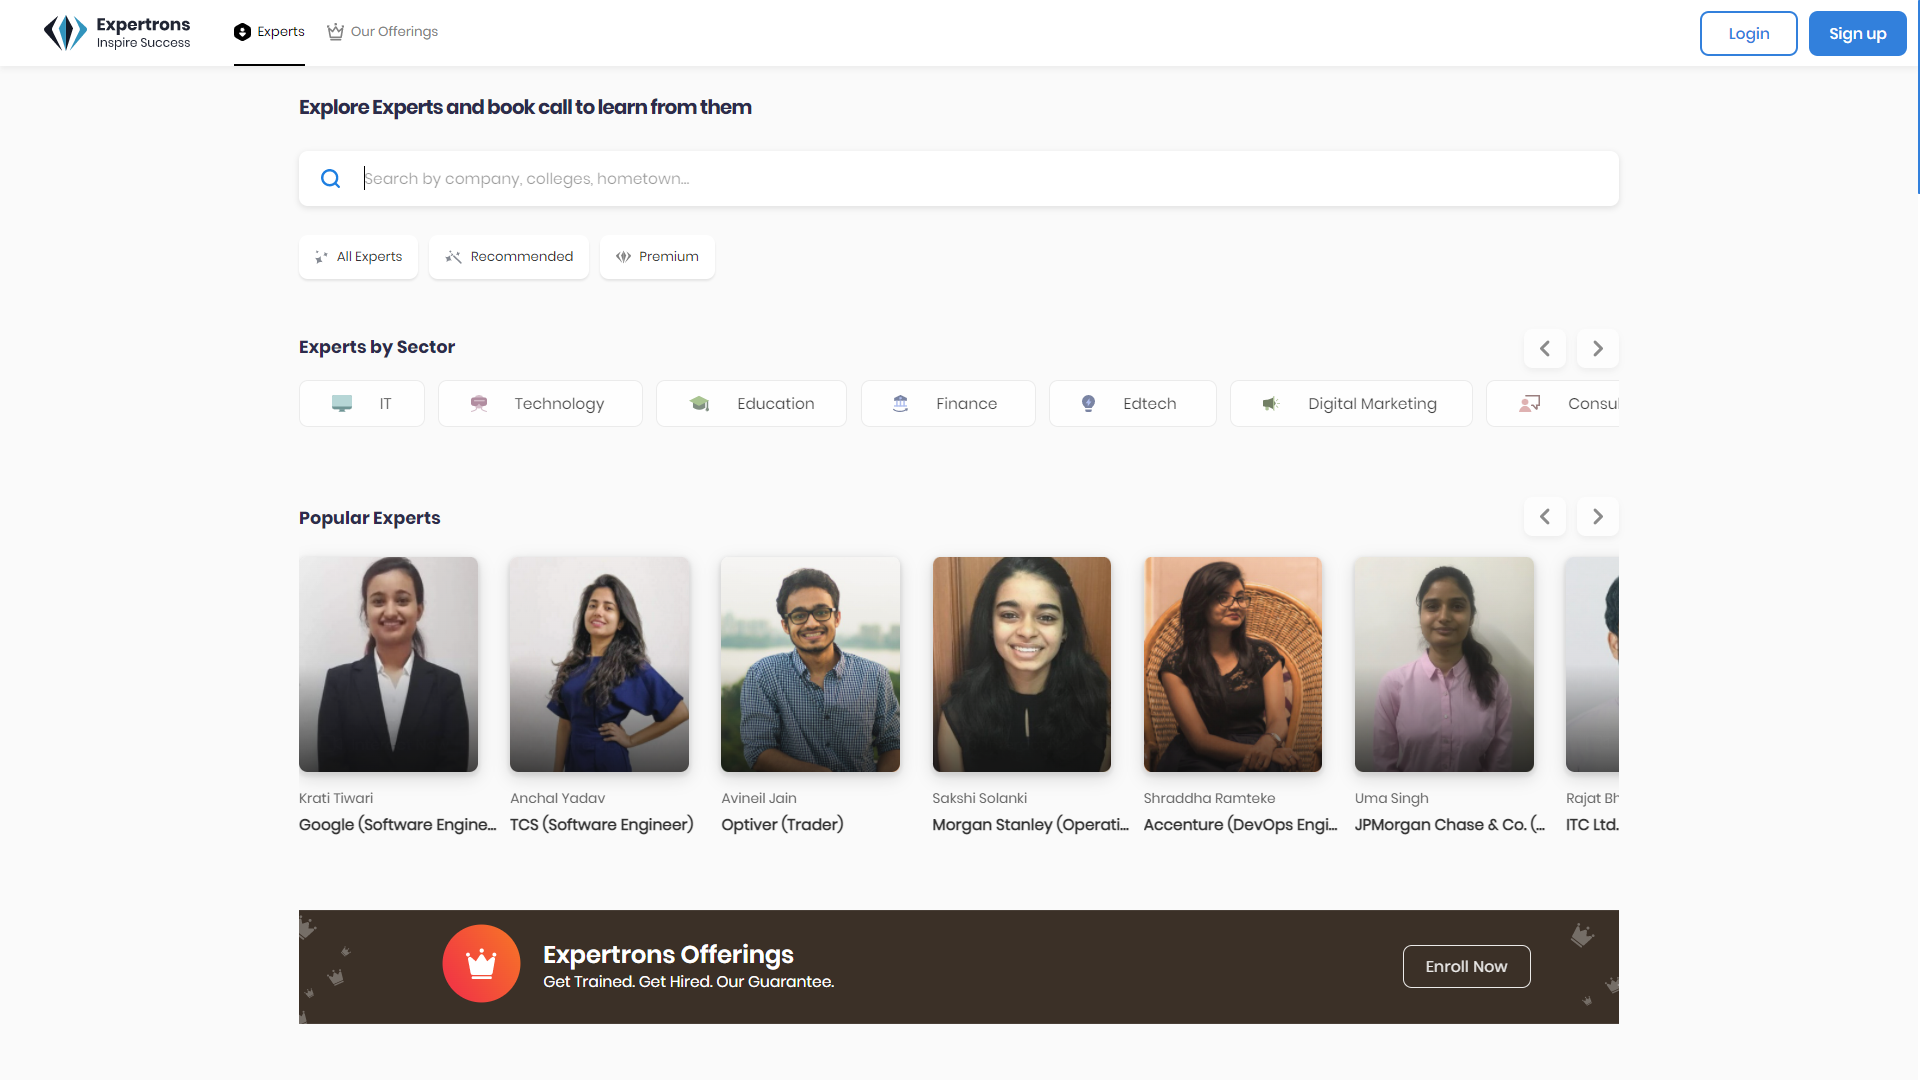 Expertrons
Inspire Success
Experts
Our Offerings
Login
Sign up
Explore Experts and book call to learn from them
Search by company, colleges, hometown...
All Experts
Recommended
Premium
Experts by Sector
IT
Technology
Education
Finance
Edtech
Digital Marketing
Consul
Popular Experts
Krati Tiwari
Google (Software Engine...
Anchal Yadav
TCS (Software Engineer)
Avineil Jain
Optiver (Trader)
Sakshi Solanki
Morgan Stanley (Operati...
Shraddha Ramteke
Accenture (DevOps Engi...
Uma Singh
JPMorgan Chase & Co. (...
Rajat Bh
ITC Ltd.
Expertrons Offerings
Get Trained. Get Hired. Our Guarantee.
Enroll Now